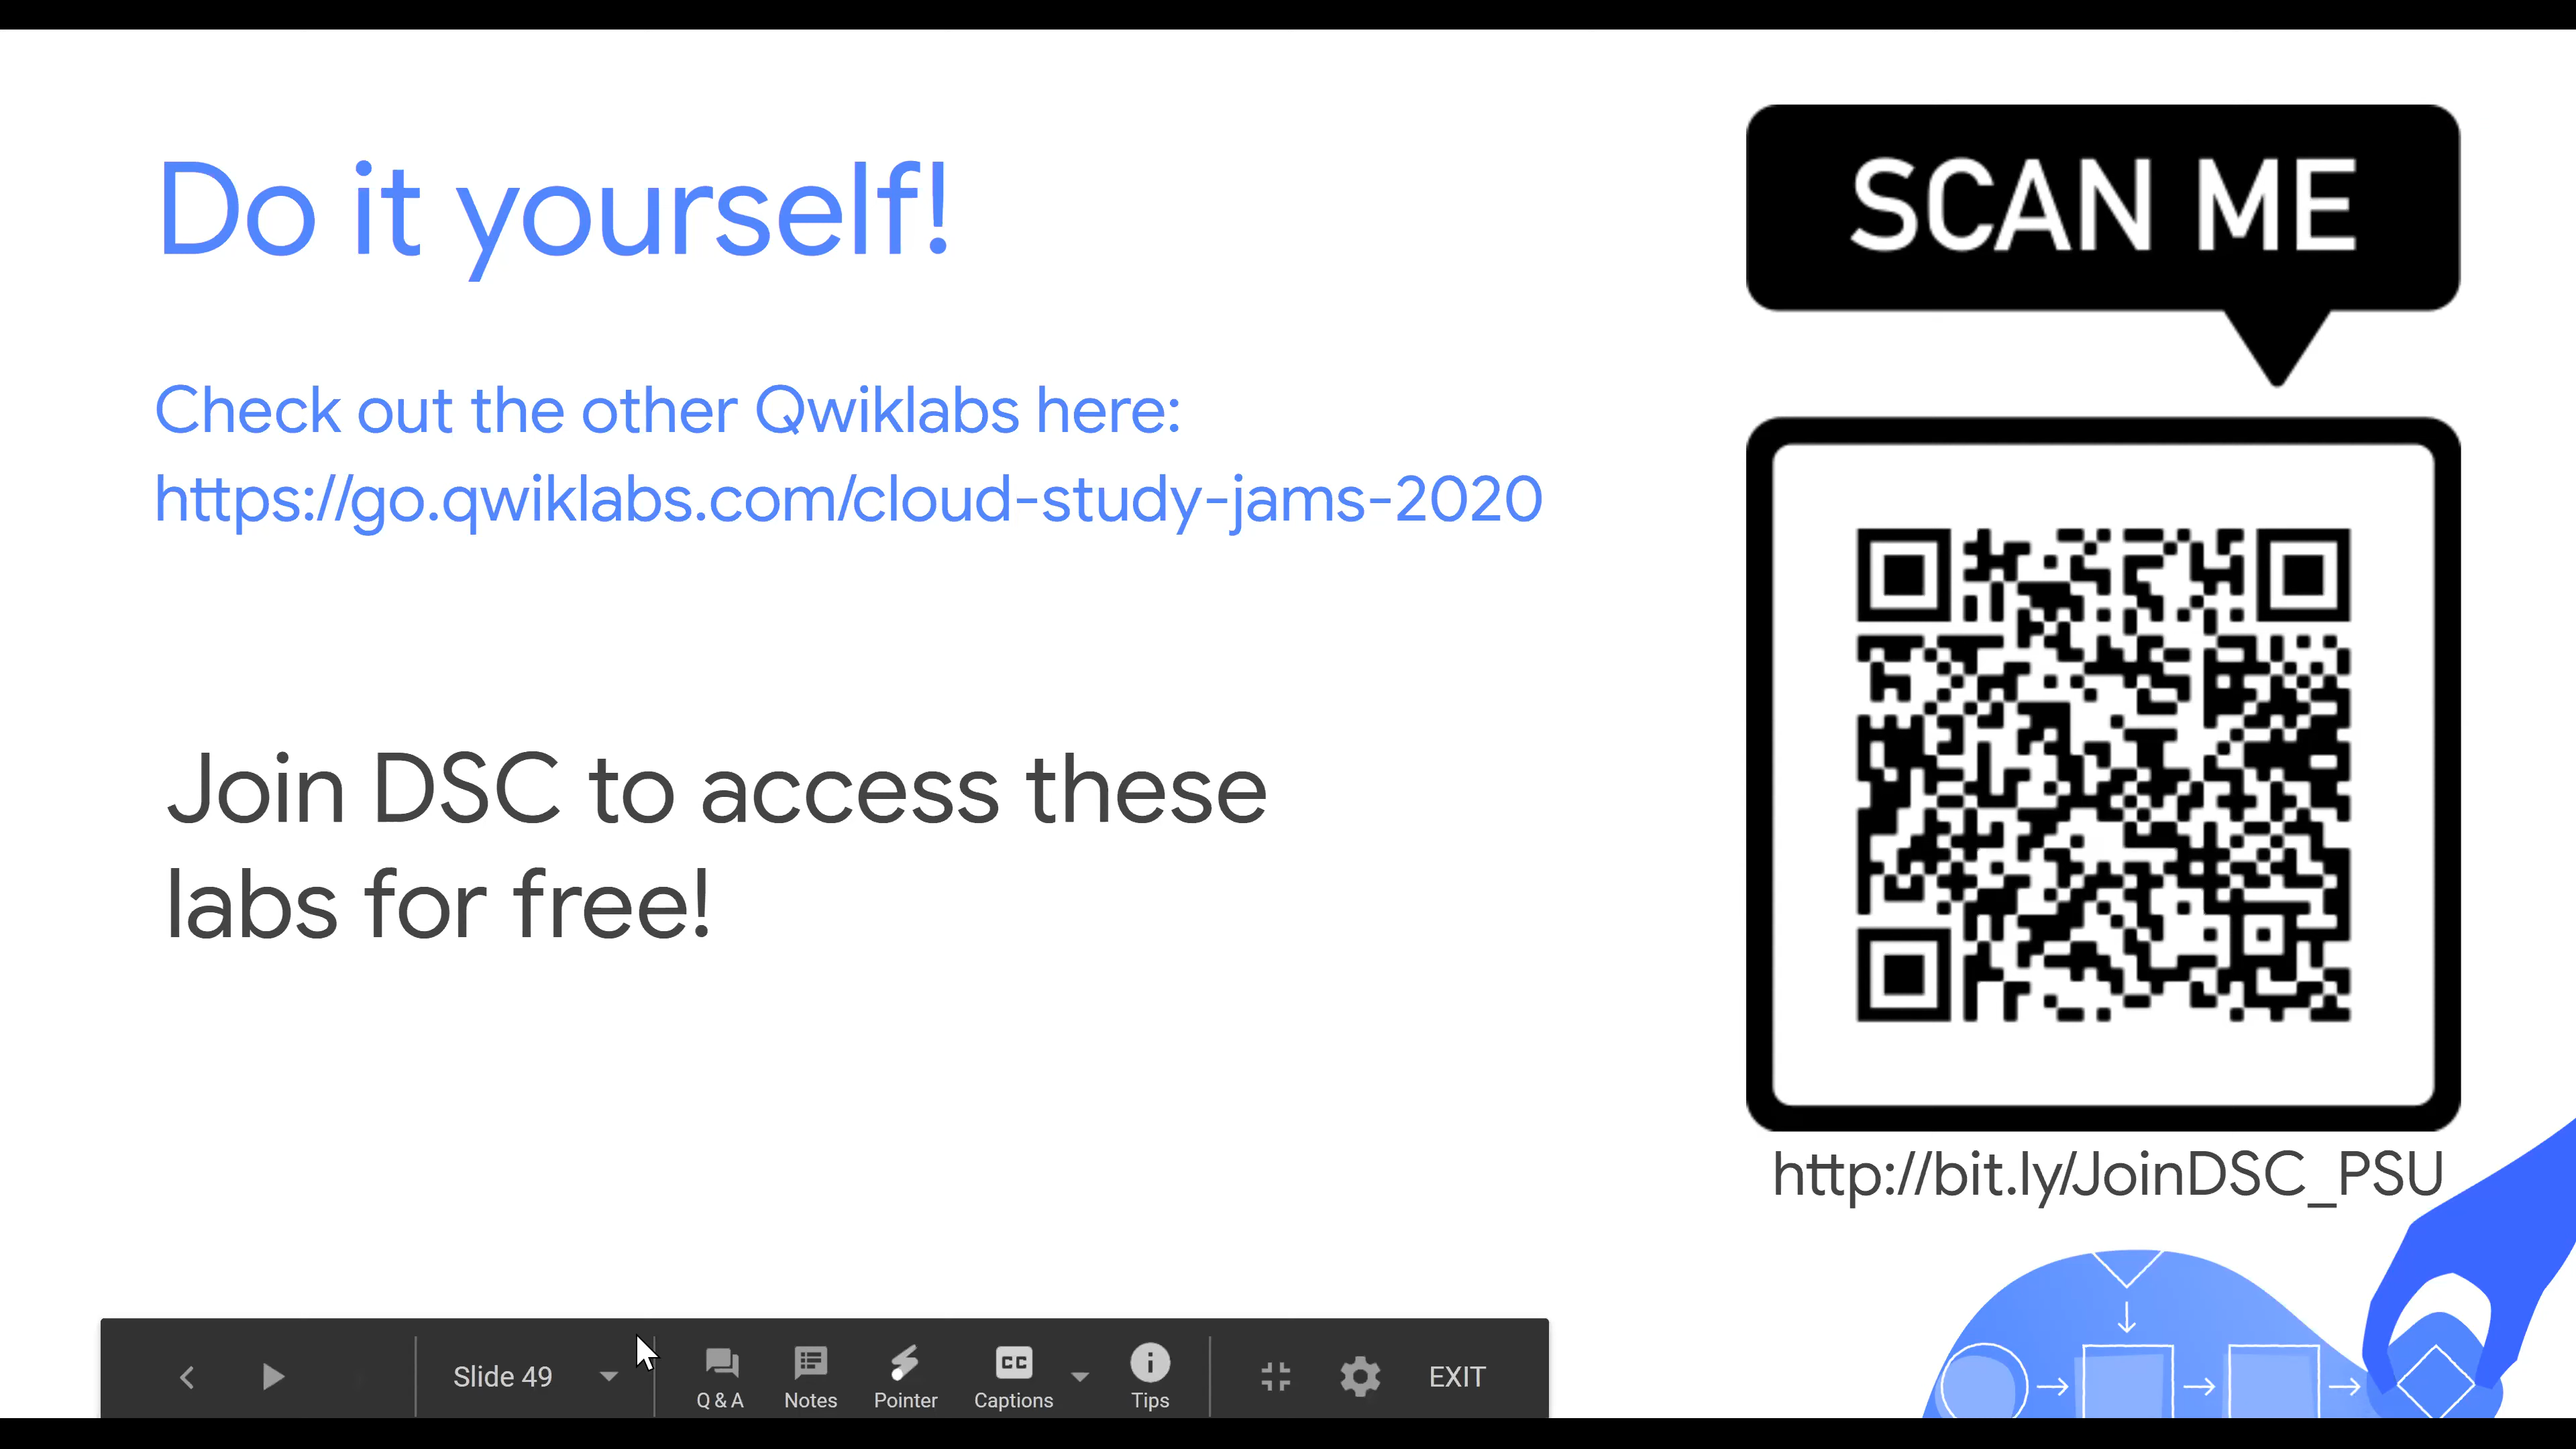 Do it yourself!
Check out the other Qwiklabs here:
https://go.qwiklabs.com/cloud-study-jams-2020
Join DSC to access these
labs for free!
SCAN ME
http://bit.ly/JoinDSC_PSU
Slide 49
Q & A
Notes
Pointer
CC
Captions
Tips
EXIT